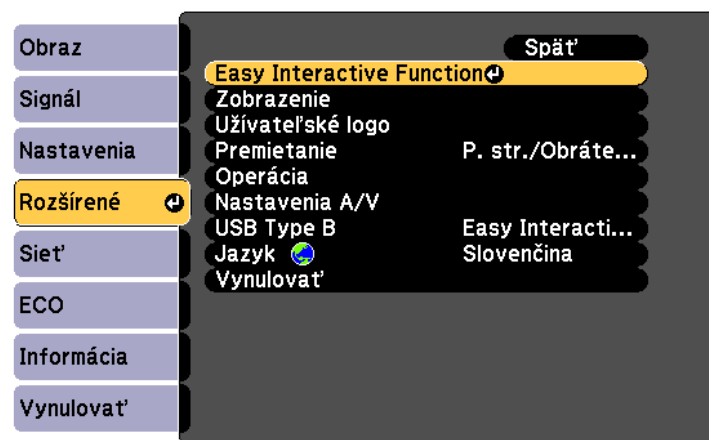 Obraz
Signál
Nastavenia
Rozšírené
Sieť
ECO
Informácia
Vynulovať
Späť
Easy Interactive Function
Zobrazenie
Užívateľské logo
Premietanie P. str./Obráte...
Operácia
Nastavenia A/V
USB Type B Easy Interacti...
Jazyk Slovenčina
Vynulovať